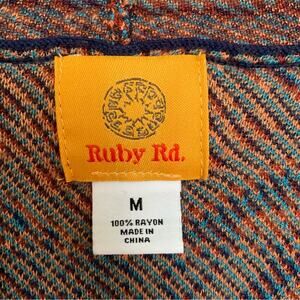 Ruby Rd.
M
100% RAYON
MADE IN
CHINA